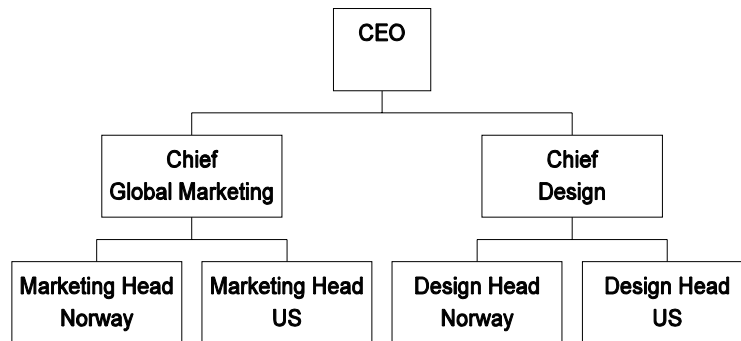 CEO
Chief
Global Marketing
Chief
Design
Marketing Head
Norway
Marketing Head
US
Design Head
Norway
Design Head
US